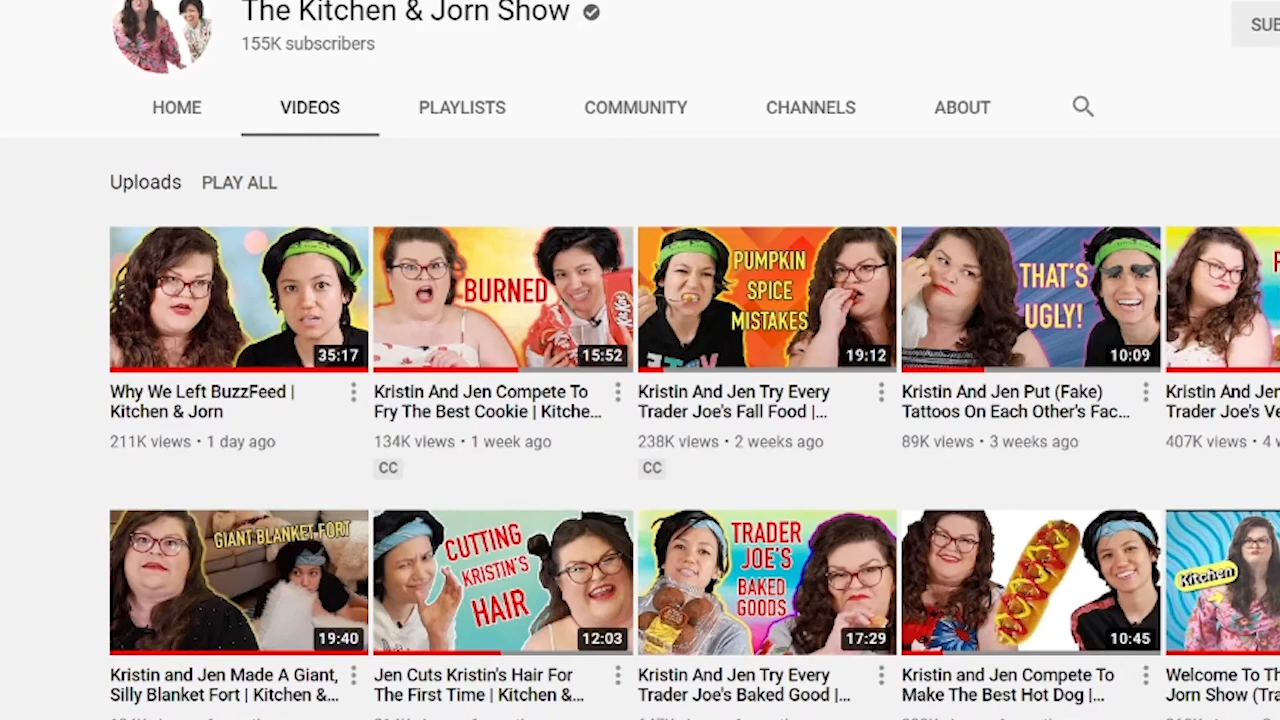 The Kitchen & Jorn Show
155K subscribers
SUB
HOME VIDEOS PLAYLISTS COMMUNITY CHANNELS ABOUT
Uploads PLAY ALL
35:17
BURNED
15:52
PUMPKIN
SPICE
MISTAKES
19:12
THAT'S
UGLY!
10:09
Why We Left BuzzFeed |
Kitchen & Jorn
211K views • 1 day ago
Kristin And Jen Compete To
Fry The Best Cookie | Kitche...
134K views • 1 week ago
CC
Kristin And Jen Try Every
Trader Joe's Fall Food |...
238K views • 2 weeks ago
CC
Kristin And Jen Put (Fake)
Tattoos On Each Other's Fac...
89K views • 3 weeks ago
Kristin And Jen
Trader Joe's Ve
407K views • 4 w
GIANT BLANKET FORT
19:40
CUTTING
KRISTIN'S
HAIR
12:03
TRADER
JOE'S
BAKED
GOODS
17:29
10:45
Kitchen
Kristin and Jen Made A Giant,
Silly Blanket Fort | Kitchen &...
Jen Cuts Kristin's Hair For
The First Time | Kitchen &...
Kristin And Jen Try Every
Trader Joe's Baked Good |...
Kristin and Jen Compete To
Make The Best Hot Dog |...
Welcome To Th
Jorn Show (Tra